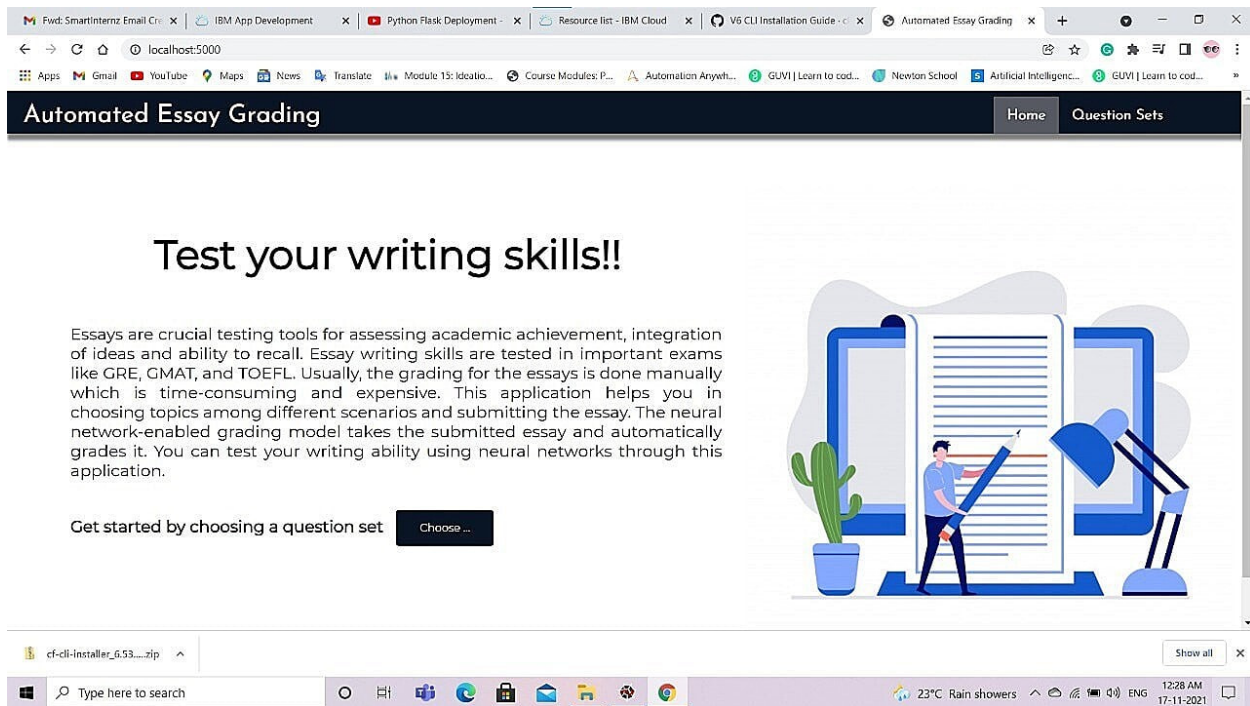 Fwd: SmartInternz Email Cre
IBM App Development
Python Flask Deployment -
Resource list - IBM Cloud
V6 CLI Installation Guide · c
Automated Essay Grading
localhost:5000
Apps
Gmail
YouTube
Maps
News
Translate
Module 15: Ideatio...
Course Modules: P...
Automation Anywh...
GUVI | Learn to cod...
Newton School
Artificial Intelligenc...
GUVI | Learn to cod...
Automated Essay Grading
Home
Question Sets
Test your writing skills!!
Essays are crucial testing tools for assessing academic achievement, integration
of ideas and ability to recall. Essay writing skills are tested in important exams
like GRE, GMAT, and TOEFL. Usually, the grading for the essays is done manually
which is time-consuming and expensive. This application helps you in
choosing topics among different scenarios and submitting the essay. The neural
network-enabled grading model takes the submitted essay and automatically
grades it. You can test your writing ability using neural networks through this
application.
Get started by choosing a question set
Choose ...
cf-cli-installer_6.53.....zip
Show all
Type here to search
23°C Rain showers
ENG
12:28 AM
17-11-2021